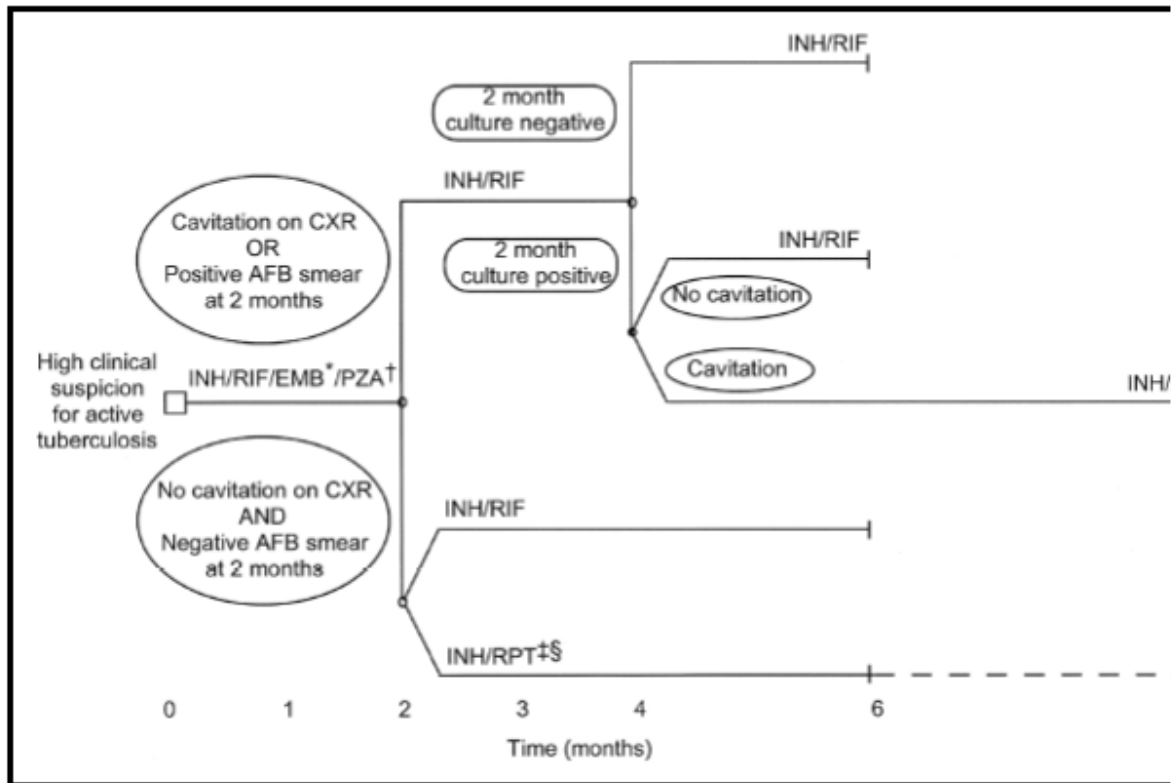 INH/RIF
2 month
culture negative
INH/RIF
Cavitation on CXR
OR
Positive AFB smear
at 2 months
2 month
culture positive
INH/RIF
No cavitation
High clinical
suspicion
for active
tuberculosis
INH/RIF/EMB*/PZA†
Cavitation
INH/
No cavitation on CXR
AND
Negative AFB smear
at 2 months
INH/RIF
INH/RPT‡§
0 1 2 3 4 6
Time (months)